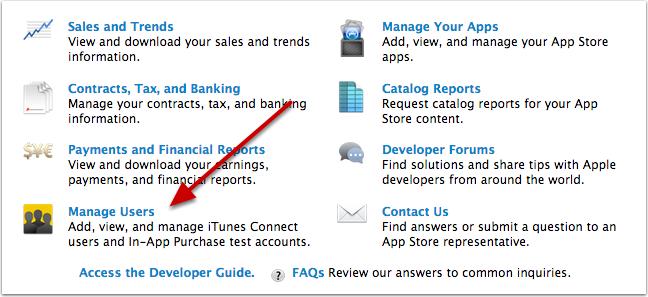 Sales and Trends
View and download your sales and trends
information.
Manage Your Apps
Add, view, and manage your App Store
apps.
Contracts, Tax, and Banking
Manage your contracts, tax, and banking
information.
Catalog Reports
Request catalog reports for your App
Store content.
$¥€
Payments and Financial Reports
View and download your earnings,
payments, and financial reports.
Developer Forums
Find solutions and share tips with Apple
developers from around the world.
Manage Users
Add, view, and manage iTunes Connect
users and In-App Purchase test accounts.
Contact Us
Find answers or submit a question to an
App Store representative.
Access the Developer Guide. ? FAQs Review our answers to common inquiries.